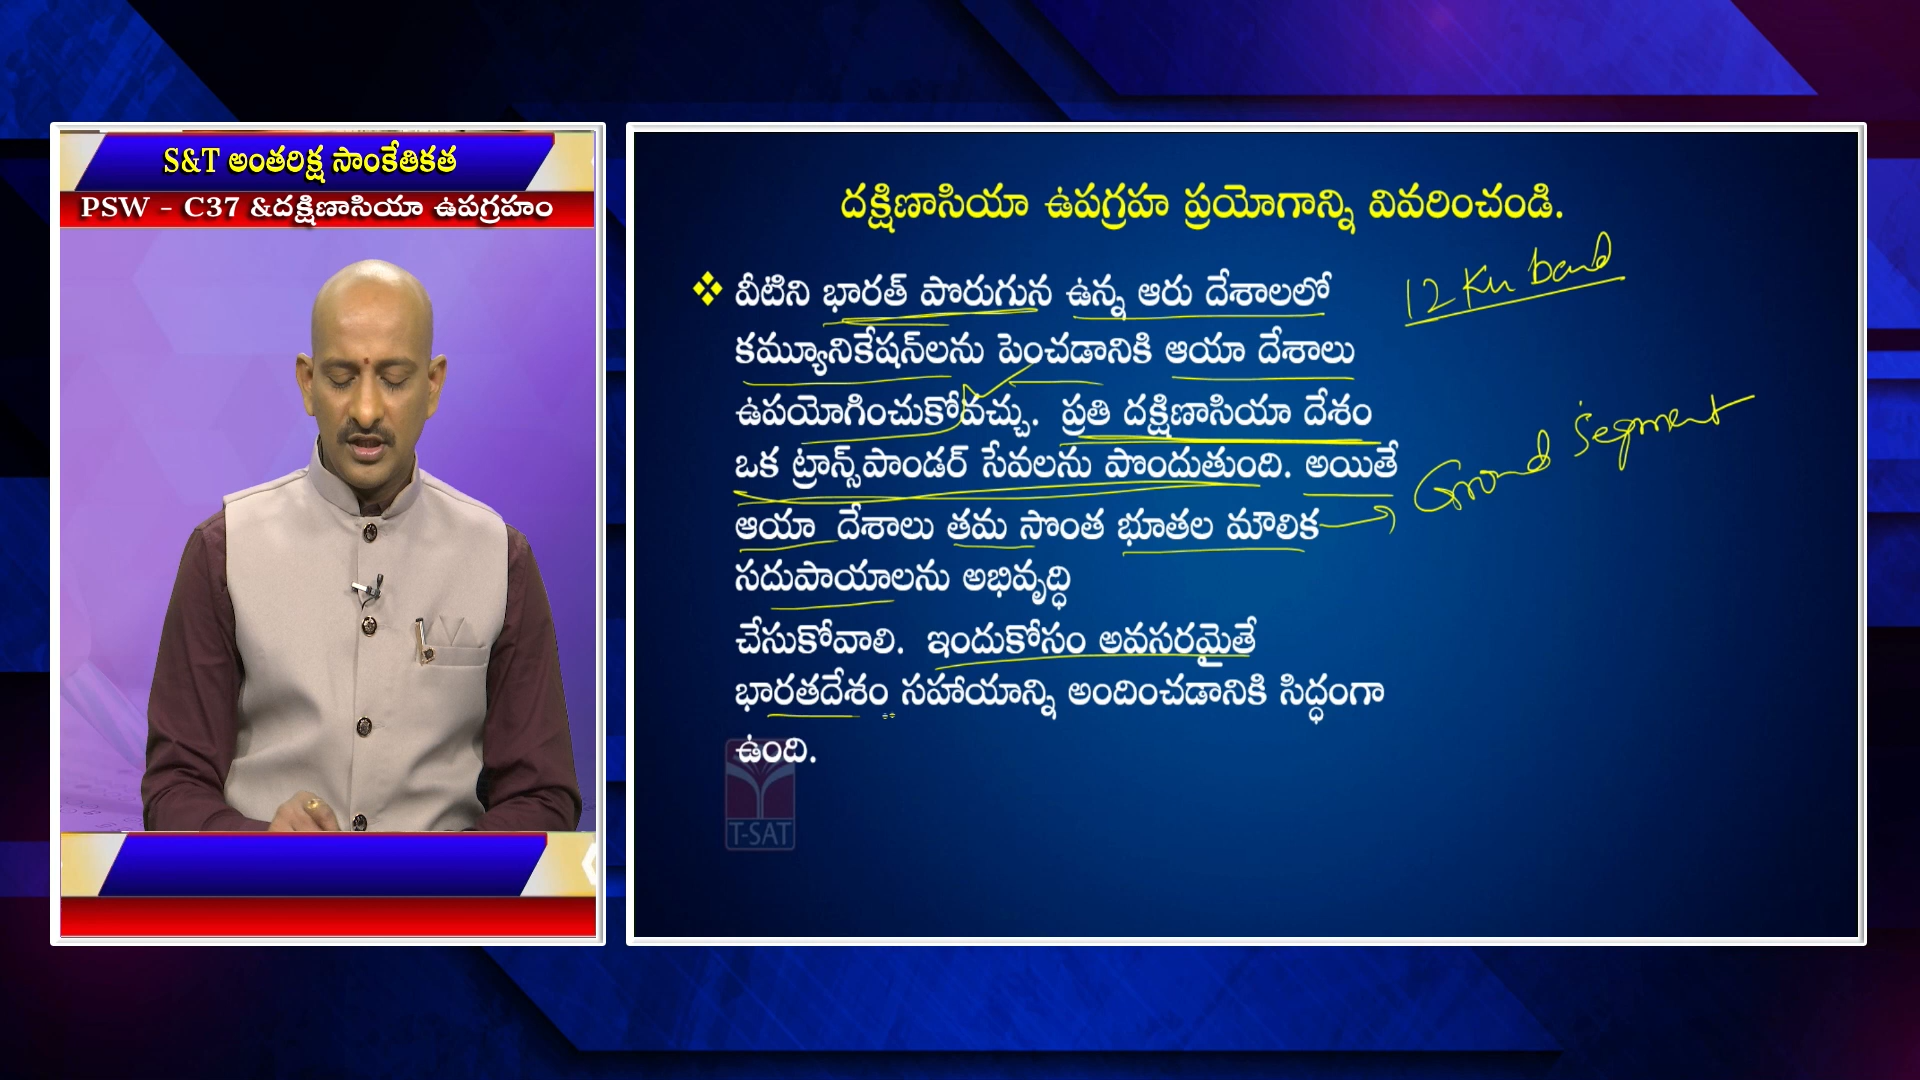 S&T అంతరిక్ష సాంకేతికత
PSW - C37 &దక్షిణాసియా ఉపగ్రహం
దక్షిణాసియా ఉపగ్రహ ప్రయోగాన్ని వివరించండి.
❖ వీటిని భారత్ పొరుగున ఉన్న ఆరు దేశాలలో
12 Ku band
కమ్యూనికేషన్‌లను పెంచడానికి ఆయా దేశాలు
ఉపయోగించుకోవచ్చు. ప్రతి దక్షిణాసియా దేశం
ఒక ట్రాన్స్‌పాండర్ సేవలను పొందుతుంది. అయితే
Ground Segment
ఆయా దేశాలు తమ సొంత భూతల మౌలిక
సదుపాయాలను అభివృద్ధి
చేసుకోవాలి. ఇందుకోసం అవసరమైతే
భారతదేశం సహాయాన్ని అందించడానికి సిద్ధంగా
ఉంది.
T-SAT